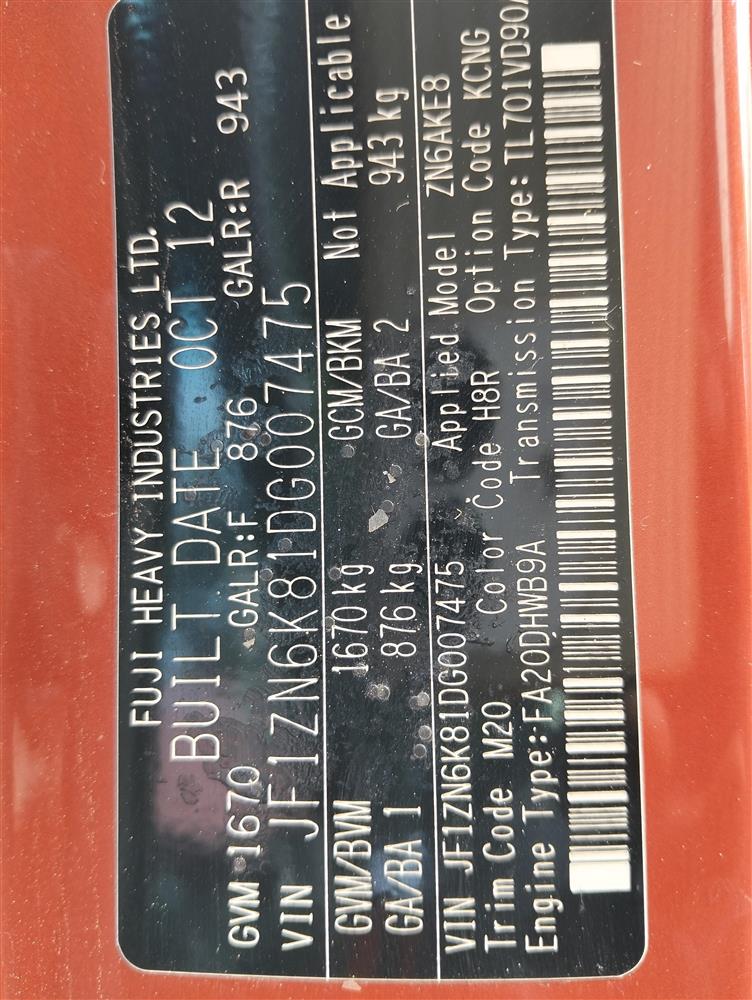 FUJI HEAVY INDUSTRIES LTD.
BUILT DATE OCT 12
GVM 1670 GALR:F 876 GALR:R 943
VIN JF1ZN6K81DG007475
GVM/BVM 1670 kg GCM/BKM Not Applicable
GA/BA 1 876 kg GA/BA 2 943 kg
VIN JF1ZN6K81DG007475 Applied Model ZN6AKE8
Trim Code M20 Color Code H8R Option Code KCNG
Engine Type:FA20DHWB9A Transmission Type:TL701VD90A